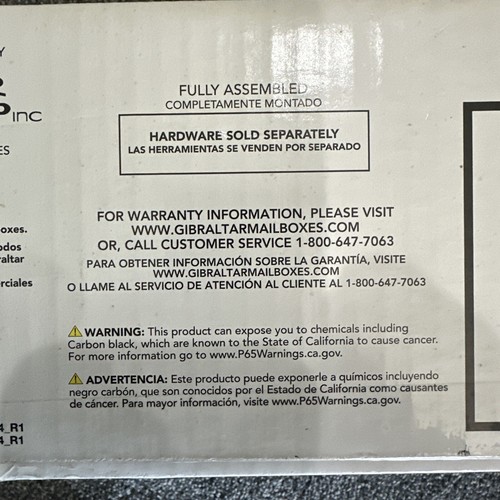 INC
FULLY ASSEMBLED
COMPLETAMENTE MONTADO
HARDWARE SOLD SEPARATELY
LAS HERRAMIENTAS SE VENDEN POR SEPARADO
FOR WARRANTY INFORMATION, PLEASE VISIT
WWW.GIBRALTARMAILBOXES.COM
OR, CALL CUSTOMER SERVICE 1-800-647-7063
PARA OBTENER INFORMACIÓN SOBRE LA GARANTÍA, VISITE
WWW.GIBRALTARMAILBOXES.COM
O LLAME AL SERVICIO DE ATENCIÓN AL CLIENTE AL 1-800-647-7063
WARNING: This product can expose you to chemicals including
Carbon black, which are known to the State of California to cause cancer.
For more information go to www.P65Warnings.ca.gov.
ADVERTENCIA: Este producto puede exponerle a químicos incluyendo
negro carbón, que son conocidos por el Estado de California como causantes
de cáncer. Para mayor información, visite www.P65Warnings.ca.gov.
4_R1
4_R1